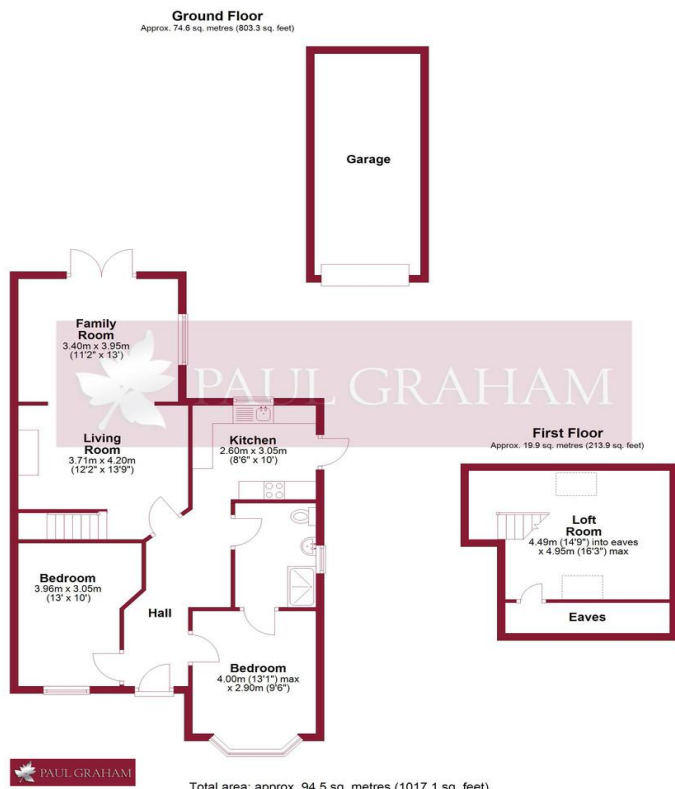 Ground Floor
Approx. 74.6 sq. metres (803.3 sq. feet)
Garage
Family
Room
3.40m x 3.95m
(11'2" x 13')
PAUL GRAHAM
Living
Room
3.71m x 4.20m
(12'2" x 13'9")
Kitchen
2.60m x 3.05m
(8'6" x 10')
First Floor
Approx. 19.9 sq. metres (213.9 sq. feet)
Loft
Room
4.49m (14'9") into eaves
x 4.95m (16'3") max
Eaves
Bedroom
3.96m x 3.05m
(13' x 10')
Hall
Bedroom
4.00m (13'1") max
x 2.90m (9'6")
PAUL GRAHAM
Total area: approx. 94.5 sq. metres (1017.1 sq. feet)